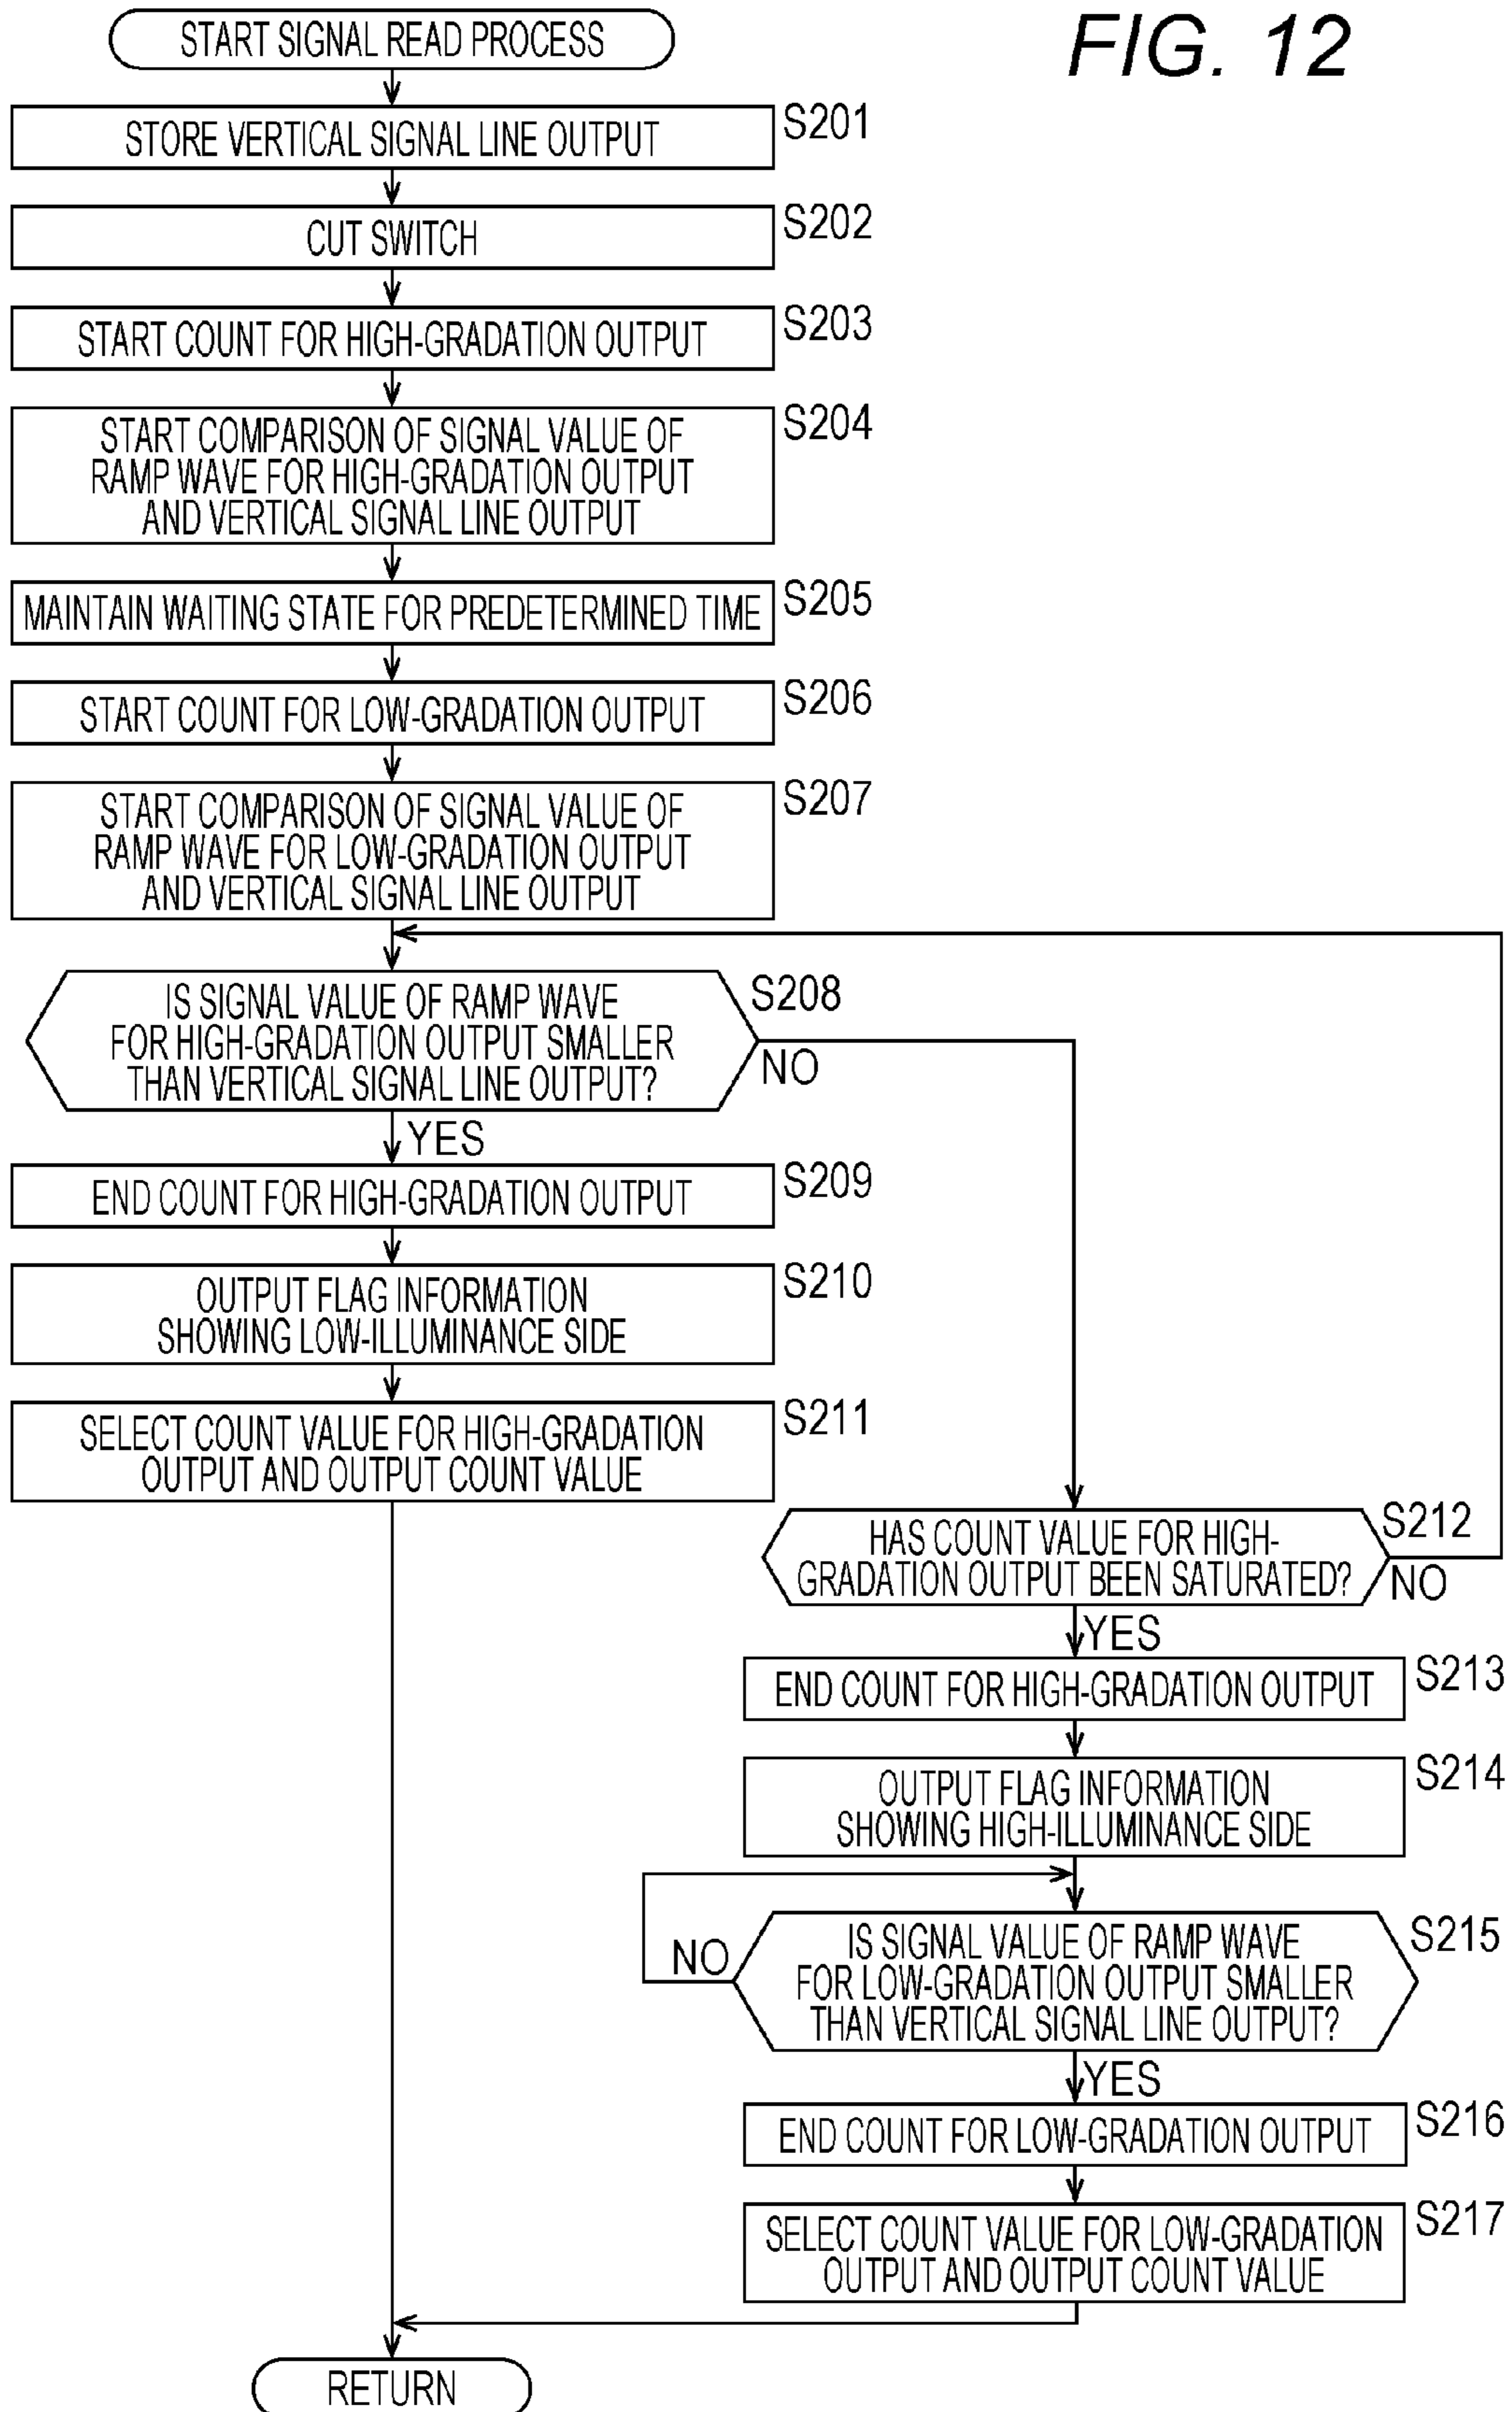 FIG. 12
START SIGNAL READ PROCESS
S201
STORE VERTICAL SIGNAL LINE OUTPUT
S202
CUT SWITCH
S203
START COUNT FOR HIGH-GRADATION OUTPUT
S204
START COMPARISON OF SIGNAL VALUE OF
RAMP WAVE FOR HIGH-GRADATION OUTPUT
AND VERTICAL SIGNAL LINE OUTPUT
S205
MAINTAIN WAITING STATE FOR PREDETERMINED TIME
S206
START COUNT FOR LOW-GRADATION OUTPUT
S207
START COMPARISON OF SIGNAL VALUE OF
RAMP WAVE FOR LOW-GRADATION OUTPUT
AND VERTICAL SIGNAL LINE OUTPUT
S208
IS SIGNAL VALUE OF RAMP WAVE
FOR HIGH-GRADATION OUTPUT SMALLER
THAN VERTICAL SIGNAL LINE OUTPUT?
NO
YES
S209
END COUNT FOR HIGH-GRADATION OUTPUT
S210
OUTPUT FLAG INFORMATION
SHOWING LOW-ILLUMINANCE SIDE
S211
SELECT COUNT VALUE FOR HIGH-GRADATION
OUTPUT AND OUTPUT COUNT VALUE
S212
HAS COUNT VALUE FOR HIGH-
GRADATION OUTPUT BEEN SATURATED?
NO
YES
S213
END COUNT FOR HIGH-GRADATION OUTPUT
S214
OUTPUT FLAG INFORMATION
SHOWING HIGH-ILLUMINANCE SIDE
S215
IS SIGNAL VALUE OF RAMP WAVE
FOR LOW-GRADATION OUTPUT SMALLER
THAN VERTICAL SIGNAL LINE OUTPUT?
NO
YES
S216
END COUNT FOR LOW-GRADATION OUTPUT
S217
SELECT COUNT VALUE FOR LOW-GRADATION
OUTPUT AND OUTPUT COUNT VALUE
RETURN